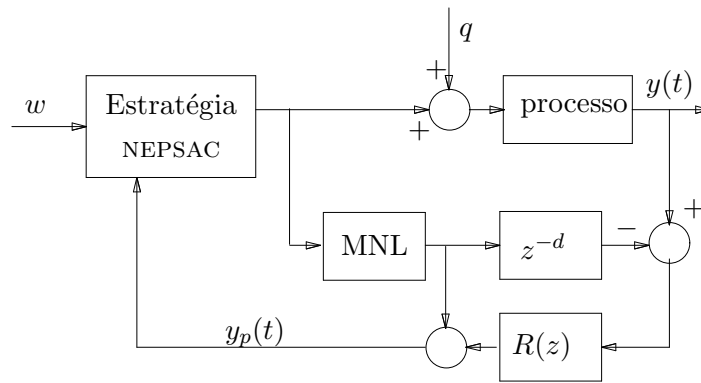 q
+
w
Estratégia
NEPSAC
+
processo
y(t)
+
MNL
z^{-d}
−
y_p(t)
R(z)